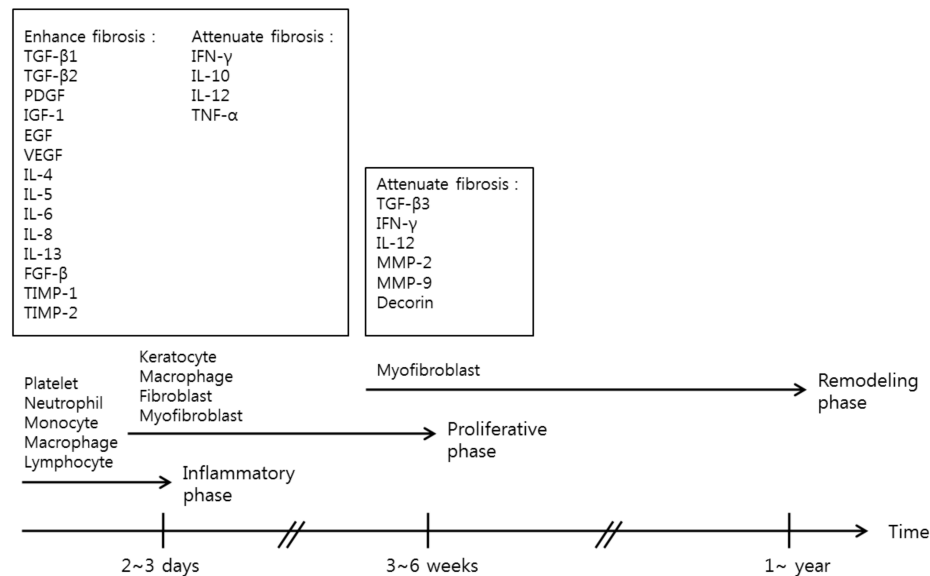 Enhance fibrosis :
TGF-β1
TGF-β2
PDGF
IGF-1
EGF
VEGF
IL-4
IL-5
IL-6
IL-8
IL-13
FGF-β
TIMP-1
TIMP-2
Attenuate fibrosis :
IFN-γ
IL-10
IL-12
TNF-α
Attenuate fibrosis :
TGF-β3
IFN-γ
IL-12
MMP-2
MMP-9
Decorin
Platelet
Neutrophil
Monocyte
Macrophage
Lymphocyte
Inflammatory
phase
Keratocyte
Macrophage
Fibroblast
Myofibroblast
Proliferative
phase
Myofibroblast
Remodeling
phase
Time
2~3 days
3~6 weeks
1~ year